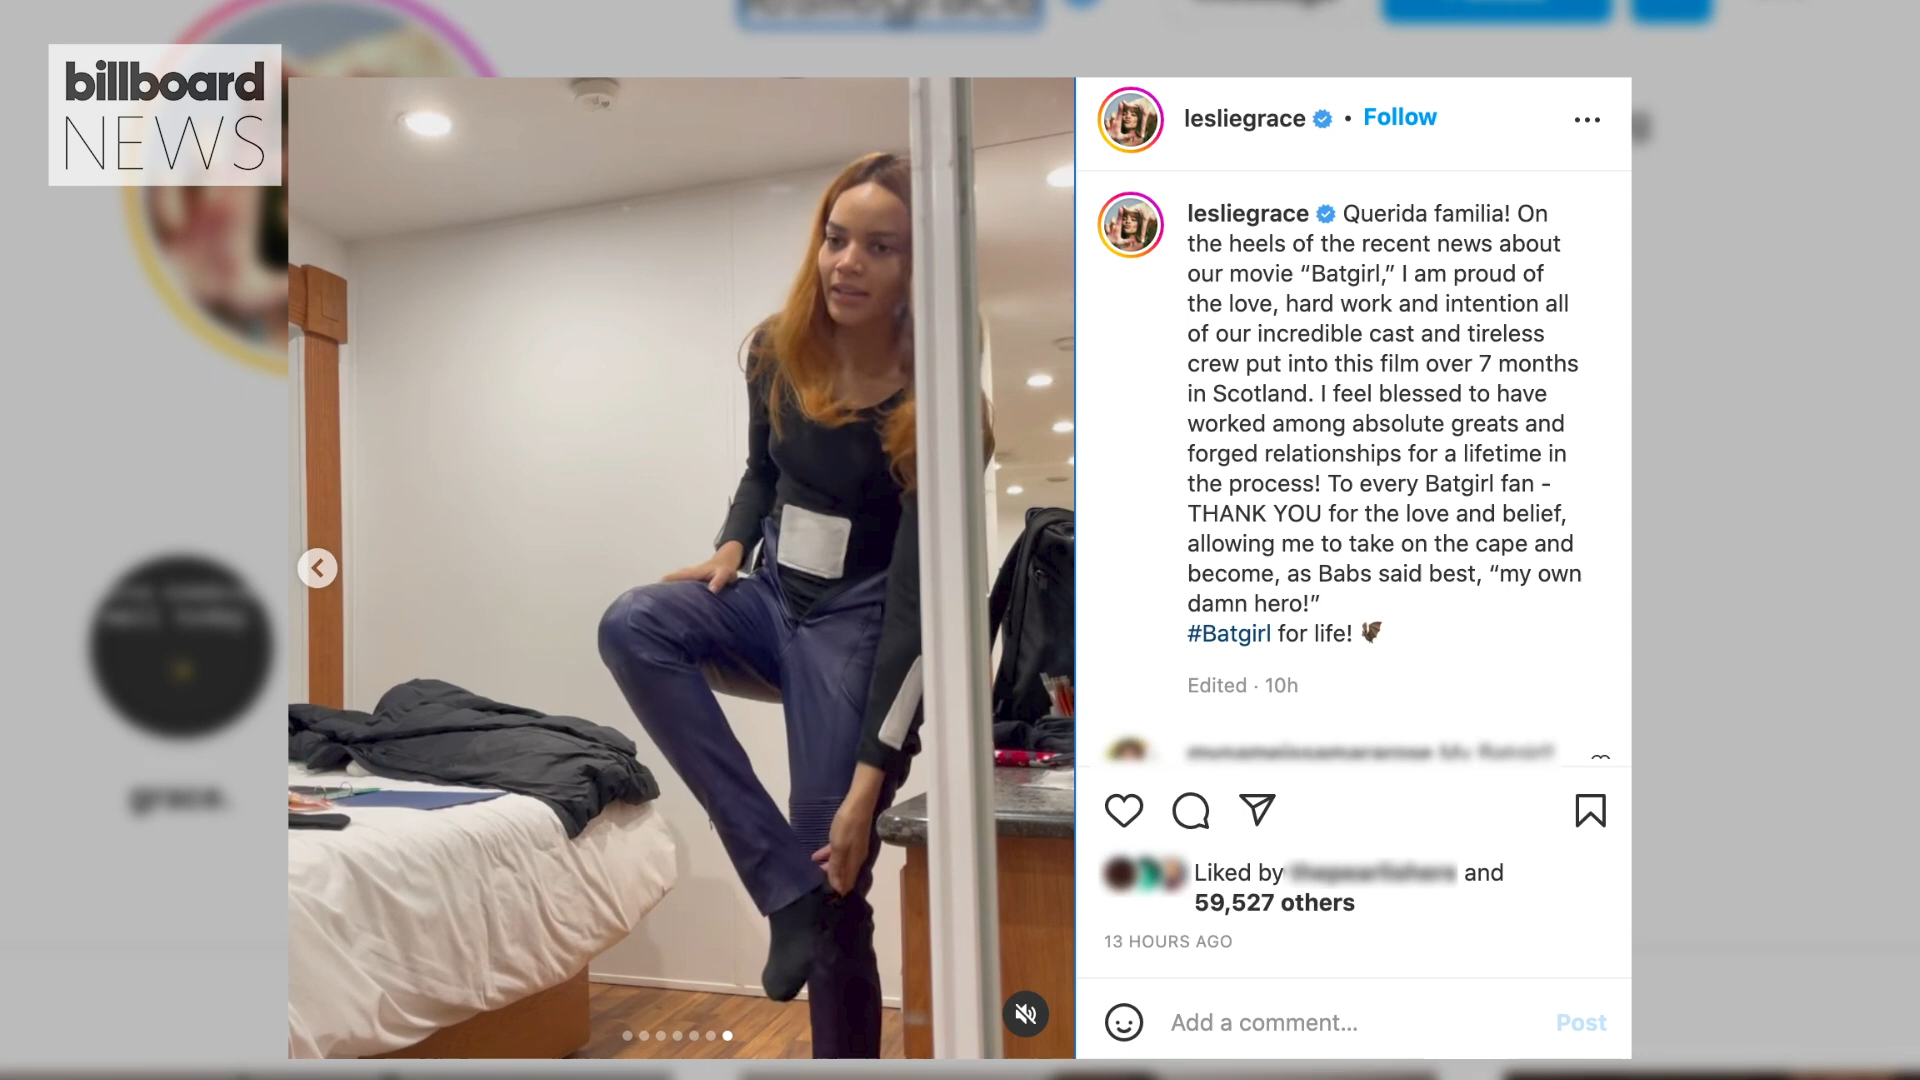 billboard
NEWS
lesliegrace • Follow
lesliegrace Querida familia! On
the heels of the recent news about
our movie “Batgirl,” I am proud of
the love, hard work and intention all
of our incredible cast and tireless
crew put into this film over 7 months
in Scotland. I feel blessed to have
worked among absolute greats and
forged relationships for a lifetime in
the process! To every Batgirl fan -
THANK YOU for the love and belief,
allowing me to take on the cape and
become, as Babs said best, “my own
damn hero!”
#Batgirl for life! 🦇
Edited · 10h
Liked by and
59,527 others
13 HOURS AGO
Add a comment... Post
grace.